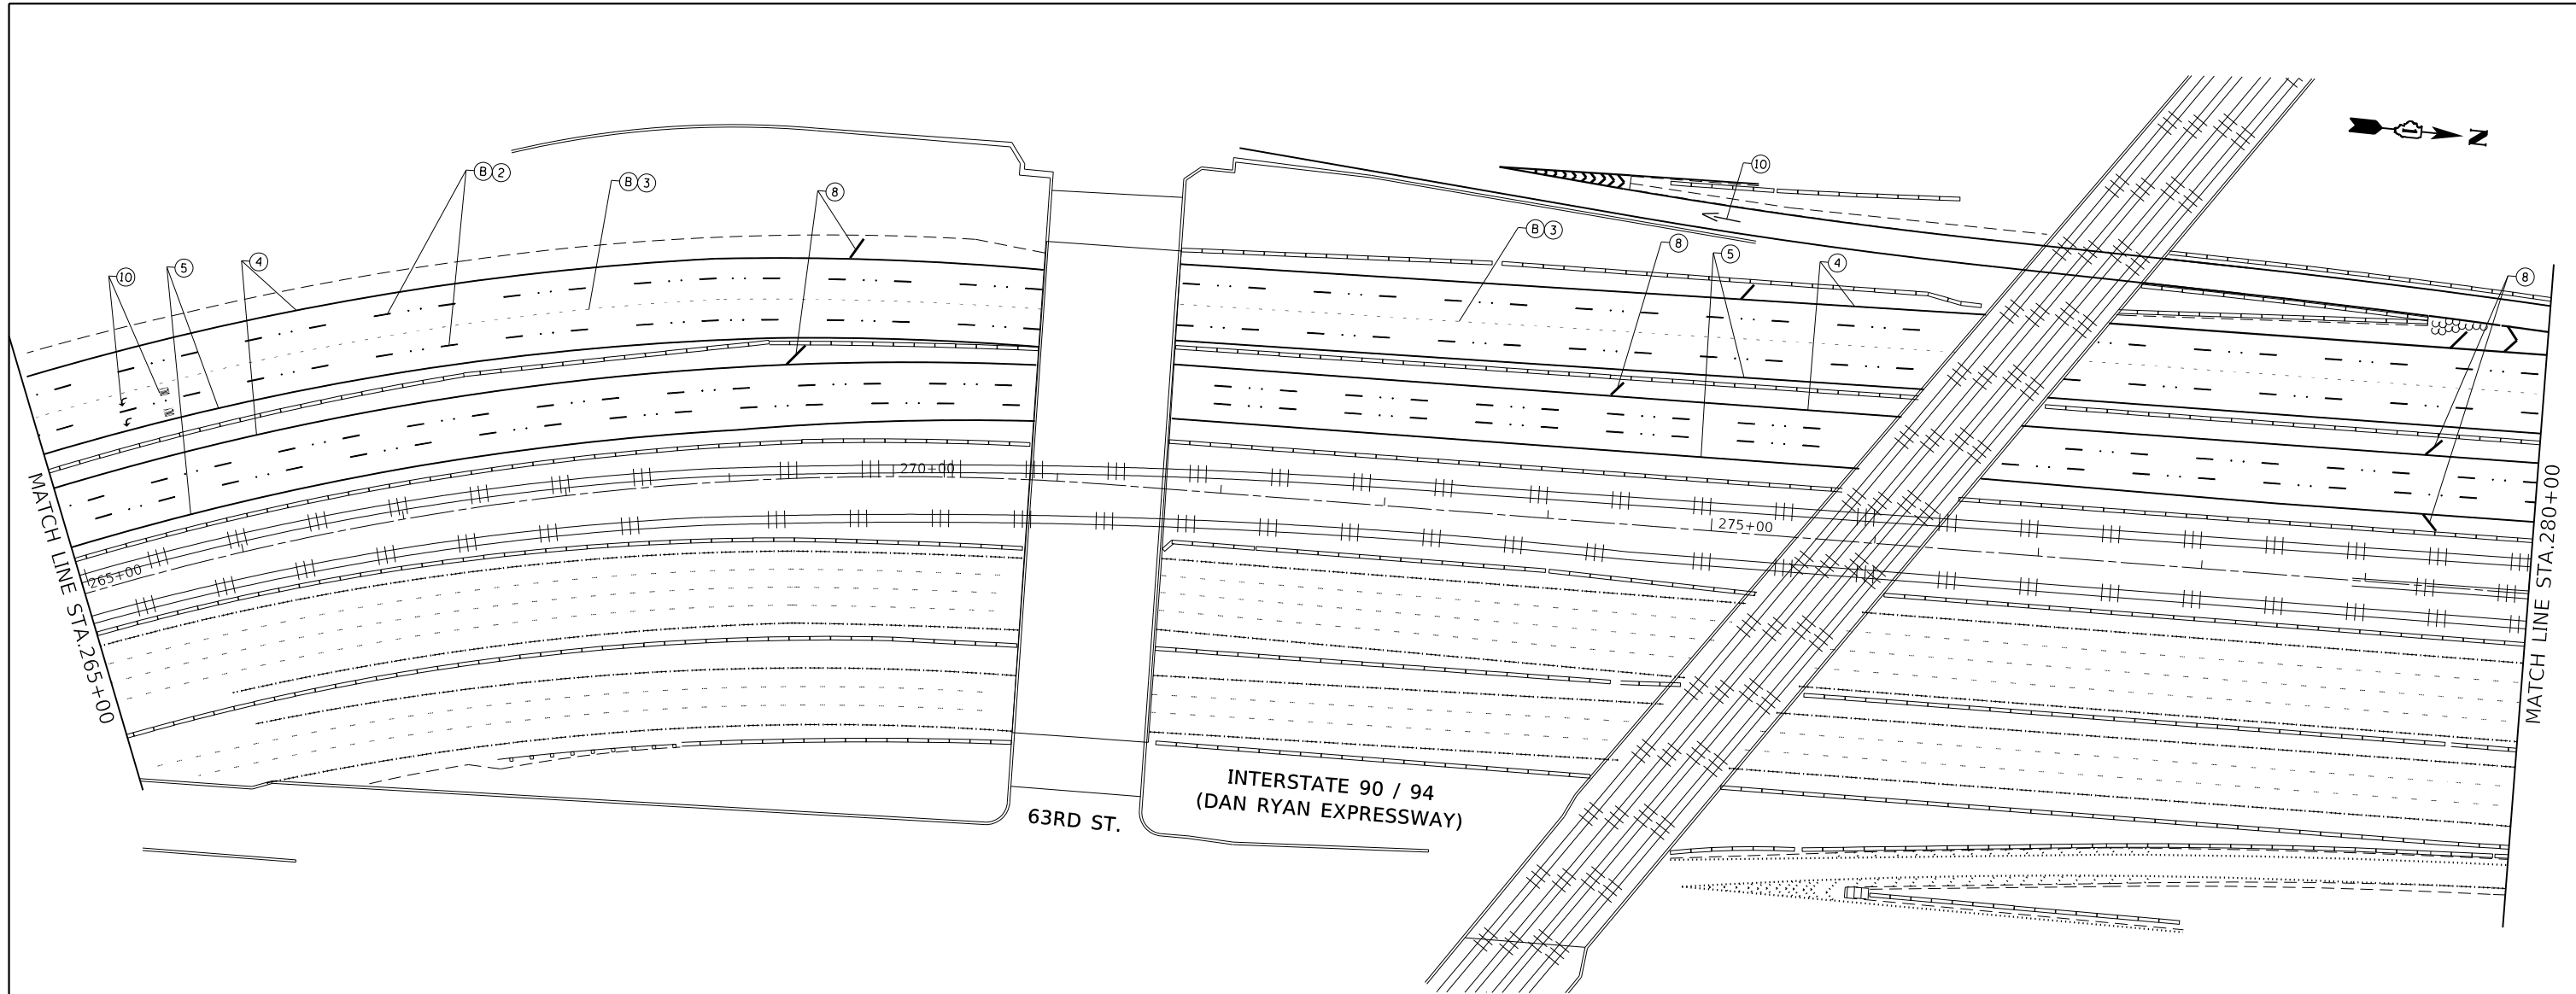 N
10
B 2
B 3
8
8
10
5
4
B 3
8
5
4
8
270+00
275+00
265+00
MATCH LINE STA.265+00
MATCH LINE STA.280+00
INTERSTATE 90 / 94
(DAN RYAN EXPRESSWAY)
63RD ST.